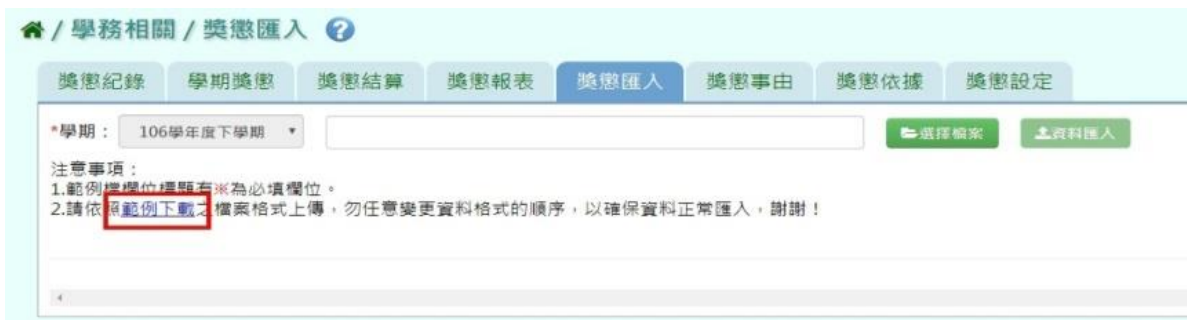 / 學務相關 / 獎懲匯入 ?
獎懲紀錄 學期獎懲 獎懲結算 獎懲報表 獎懲匯入 獎懲事由 獎懲依據 獎懲設定
*學期： 106學年度下學期 選擇檔案 資料匯入
注意事項：
1.範例檔欄位標題有※為必填欄位。
2.請依照範例下載之檔案格式上傳，勿任意變更資料格式的順序，以確保資料正常匯入，謝謝！